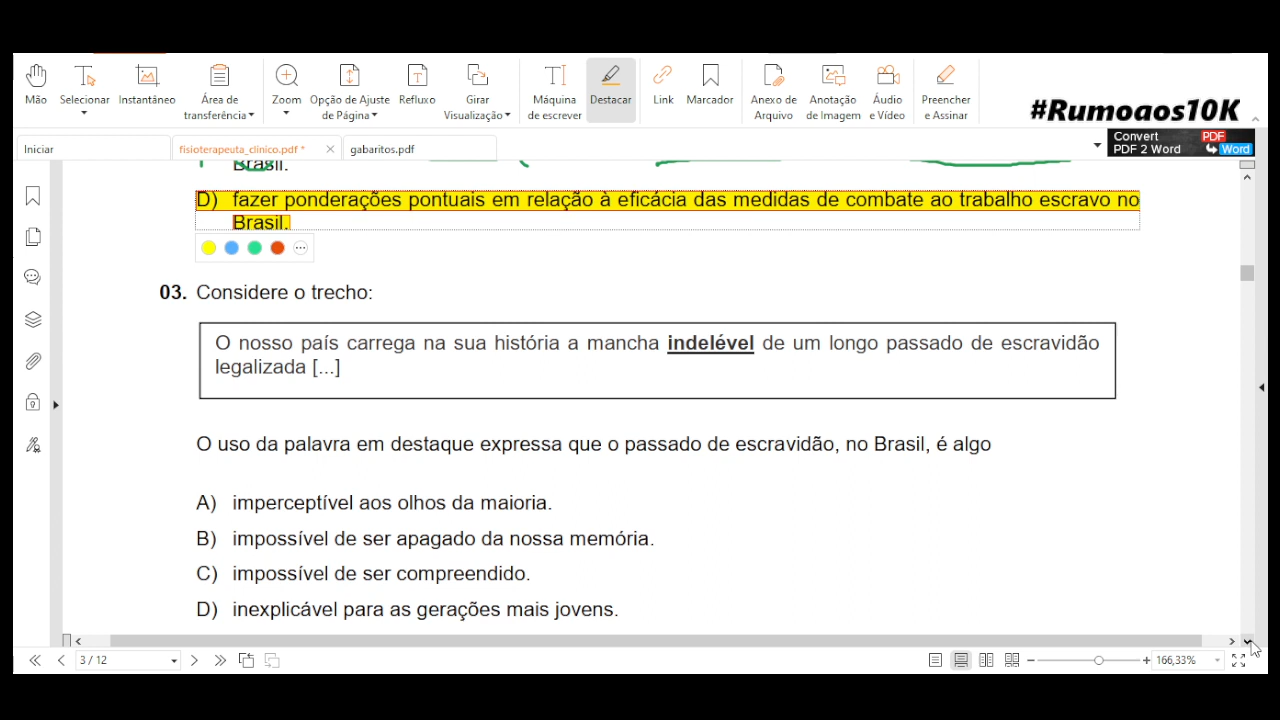 Mão
Selecionar
Instantâneo
Área de
transferência
Zoom
Opção de Ajuste
de Página
Refluxo
Girar
Visualização
Máquina
de escrever
Destacar
Link
Marcador
Anexo de
Arquivo
Anotação
de Imagem
Áudio
e Vídeo
Preencher
e Assinar
#Rumoaos10K
Iniciar
fisioterapeuta_clínico.pdf *
gabaritos.pdf
Convert PDF
PDF 2 Word Word
Brasil.
D) fazer ponderações pontuais em relação à eficácia das medidas de combate ao trabalho escravo no
Brasil.
03. Considere o trecho:
O nosso país carrega na sua história a mancha indelével de um longo passado de escravidão
legalizada [...]
O uso da palavra em destaque expressa que o passado de escravidão, no Brasil, é algo
A) imperceptível aos olhos da maioria.
B) impossível de ser apagado da nossa memória.
C) impossível de ser compreendido.
D) inexplicável para as gerações mais jovens.
3 / 12
166,33%